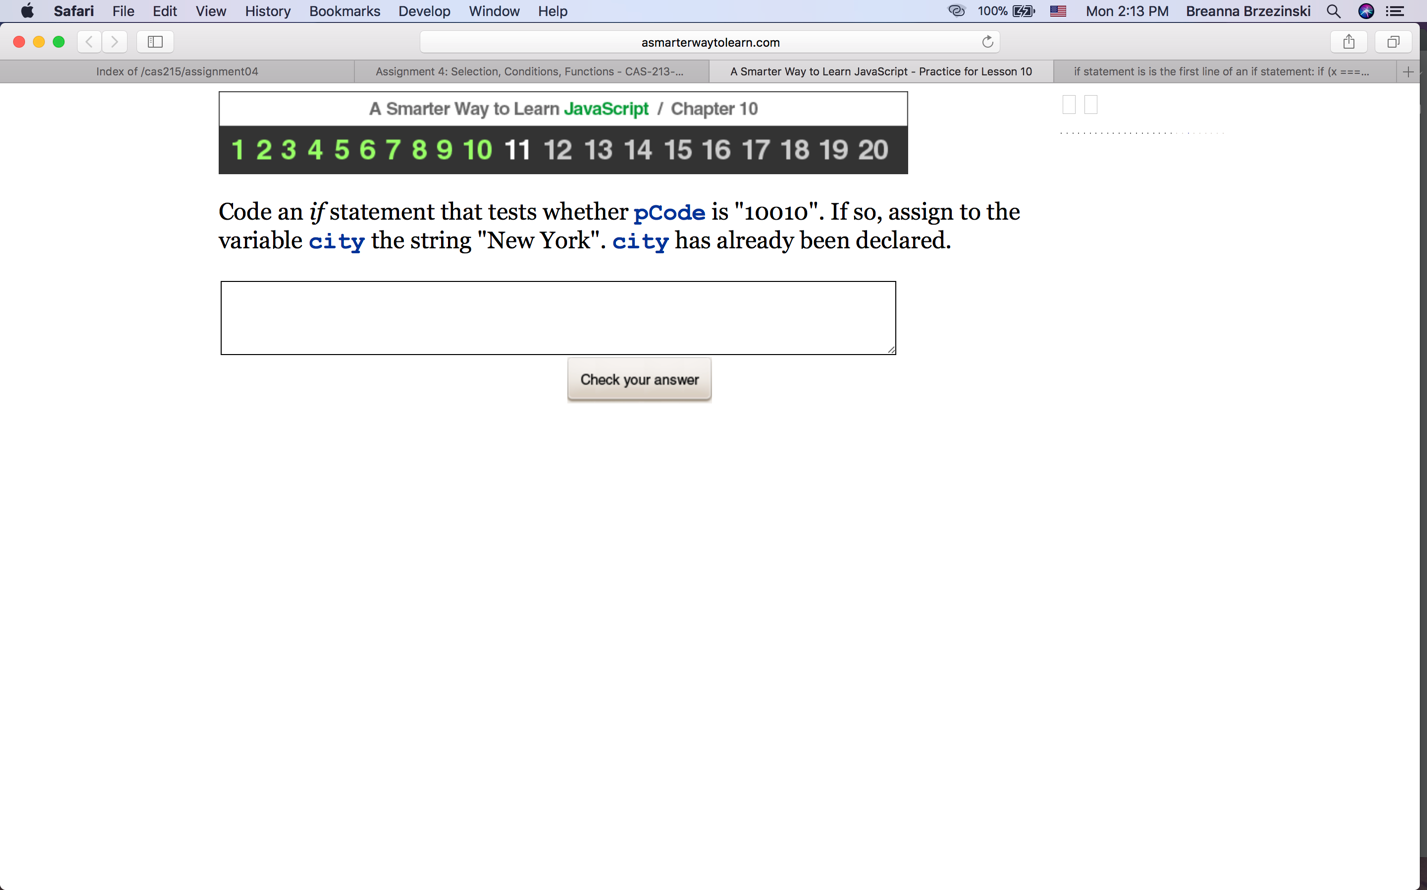 Safari File Edit View History Bookmarks Develop Window Help 100% Mon 2:13 PM Breanna Brzezinski
asmarterwaytolearn.com
Index of /cas215/assignment04 Assignment 4: Selection, Conditions, Functions - CAS-213-... A Smarter Way to Learn JavaScript - Practice for Lesson 10 if statement is is the first line of an if statement: if (x ===... +
A Smarter Way to Learn JavaScript / Chapter 10
1 2 3 4 5 6 7 8 9 10 11 12 13 14 15 16 17 18 19 20
Code an if statement that tests whether pCode is "10010". If so, assign to the
variable city the string "New York". city has already been declared.
Check your answer